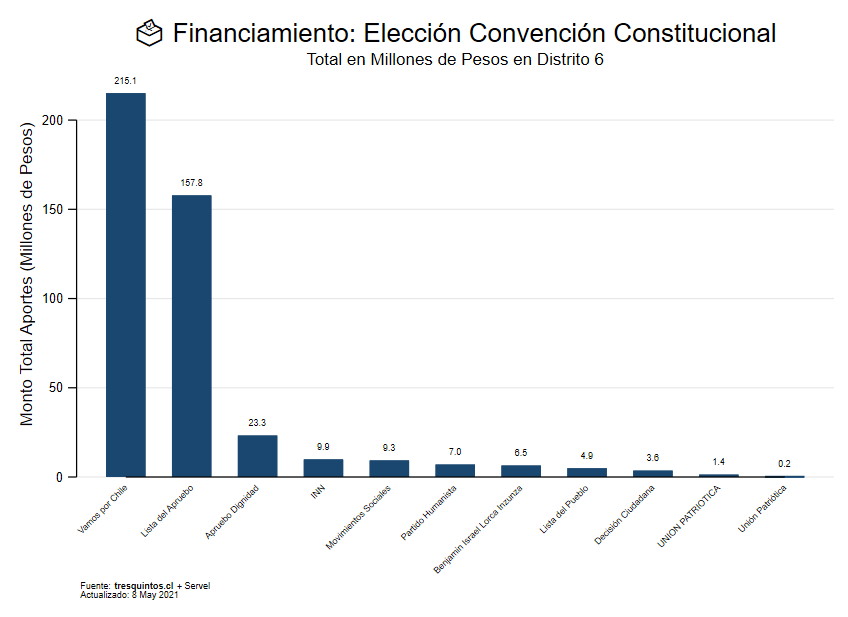 Financiamiento: Elección Convención Constitucional
Total en Millones de Pesos en Distrito 6
Monto Total Aportes (Millones de Pesos)
200
150
100
50
0
215.1
157.8
23.3
9.9
9.3
7.0
6.5
4.9
3.6
1.4
0.2
Vamos por Chile
Lista del Apruebo
Apruebo Dignidad
INN
Movimientos Sociales
Partido Humanista
Benjamin Israel Lorca Inzunza
Lista del Pueblo
Decisión Ciudadana
UNION PATRIOTICA
Unión Patriótica
Fuente: tresquintos.cl + Servel
Actualizado: 8 May 2021